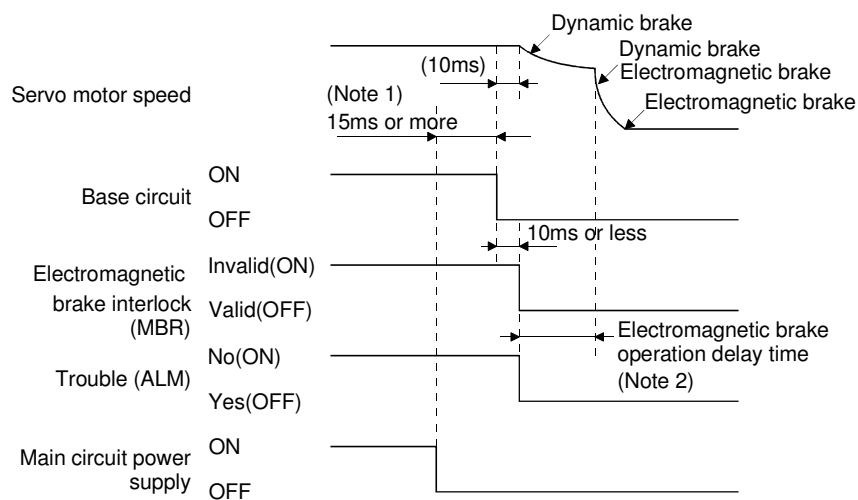 Dynamic brake
Dynamic brake
Electromagnetic brake
Electromagnetic brake
(10ms)
Servo motor speed
(Note 1)
15ms or more
Base circuit
ON
OFF
10ms or less
Electromagnetic
brake interlock
(MBR)
Invalid(ON)
Valid(OFF)
Electromagnetic brake
operation delay time
(Note 2)
Trouble (ALM)
No(ON)
Yes(OFF)
Main circuit power
supply
ON
OFF